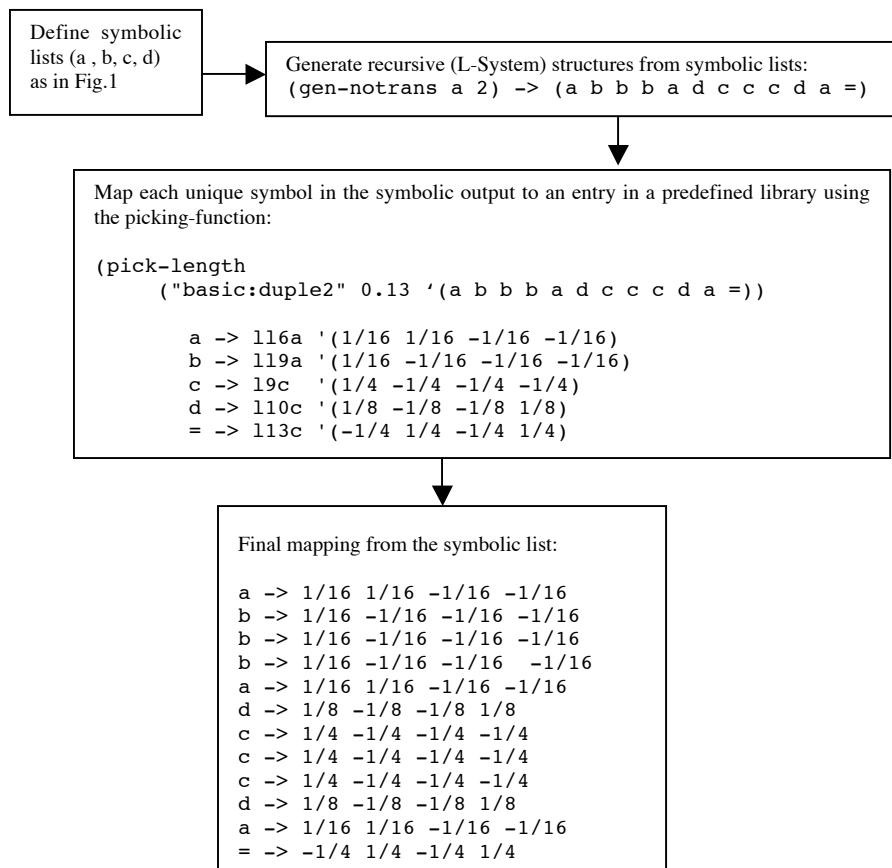 Define symbolic
lists (a , b, c, d)
as in Fig.1
Generate recursive (L-System) structures from symbolic lists:
(gen-notrans a 2) -> (a b b b a d c c c d a =)
Map each unique symbol in the symbolic output to an entry in a predefined library using
the picking-function:
(pick-length
("basic:duple2" 0.13 ‘(a b b b a d c c c d a =))
a -> ll6a '(1/16 1/16 -1/16 -1/16)
b -> ll9a '(1/16 -1/16 -1/16 -1/16)
c -> l9c '(1/4 -1/4 -1/4 -1/4)
d -> l10c '(1/8 -1/8 -1/8 1/8)
= -> l13c '(-1/4 1/4 -1/4 1/4)
Final mapping from the symbolic list:
a -> 1/16 1/16 -1/16 -1/16
b -> 1/16 -1/16 -1/16 -1/16
b -> 1/16 -1/16 -1/16 -1/16
b -> 1/16 -1/16 -1/16 -1/16
a -> 1/16 1/16 -1/16 -1/16
d -> 1/8 -1/8 -1/8 1/8
c -> 1/4 -1/4 -1/4 -1/4
c -> 1/4 -1/4 -1/4 -1/4
c -> 1/4 -1/4 -1/4 -1/4
d -> 1/8 -1/8 -1/8 1/8
a -> 1/16 1/16 -1/16 -1/16
= -> -1/4 1/4 -1/4 1/4